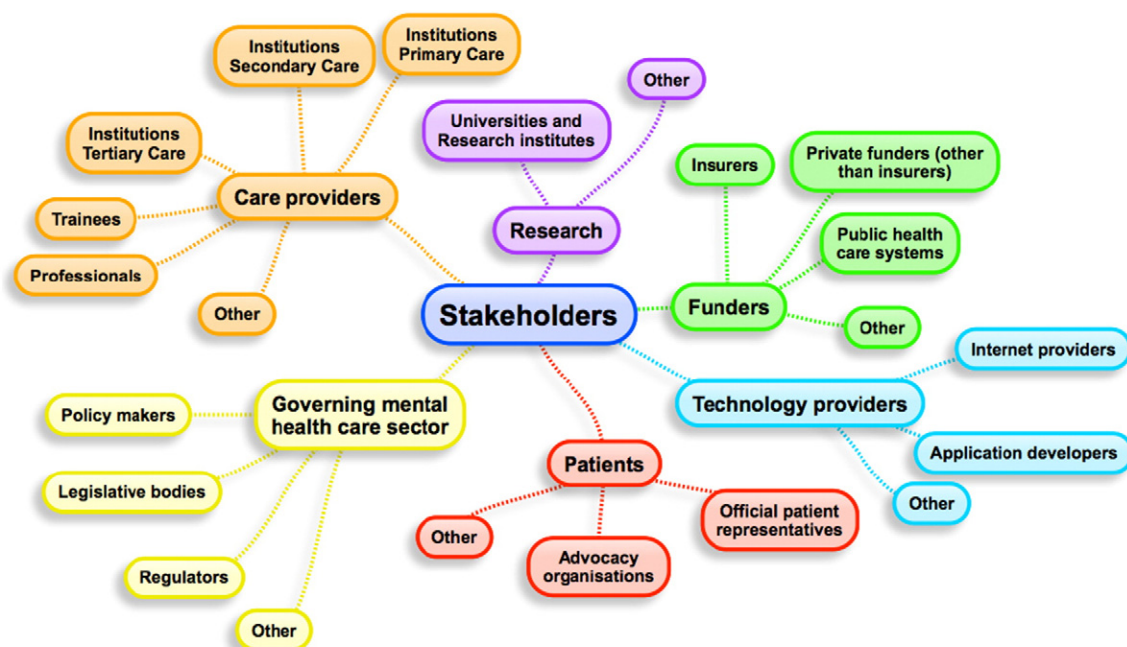 Institutions
Primary Care
Institutions
Secondary Care
Institutions
Tertiary Care
Care providers
Trainees
Professionals
Other
Universities and
Research institutes
Other
Research
Insurers
Private funders (other
than insurers)
Public health
care systems
Funders
Other
Stakeholders
Internet providers
Technology providers
Application developers
Other
Governing mental
health care sector
Policy makers
Legislative bodies
Regulators
Other
Patients
Other
Advocacy
organisations
Official patient
representatives